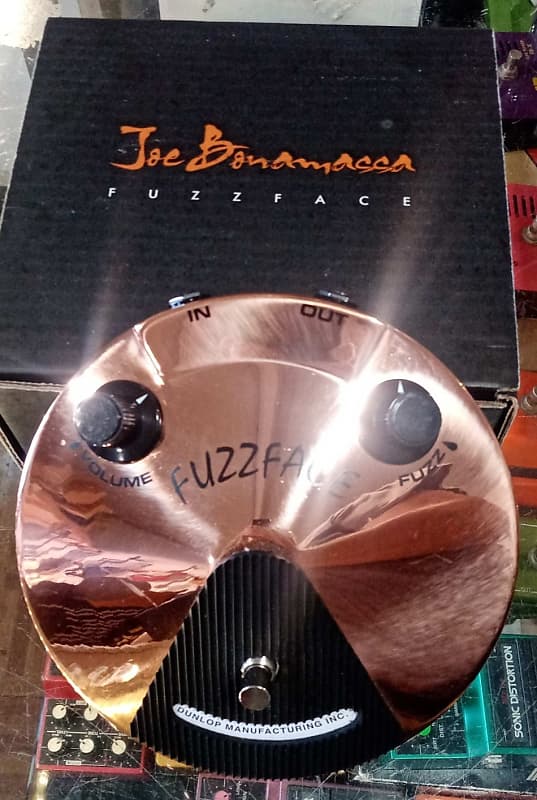 Joe Bonamassa
FUZZFACE
IN OUT
VOLUME
FUZZ
FUZZFACE
DUNLOP MANUFACTURING INC.
SONIC DISTORTION